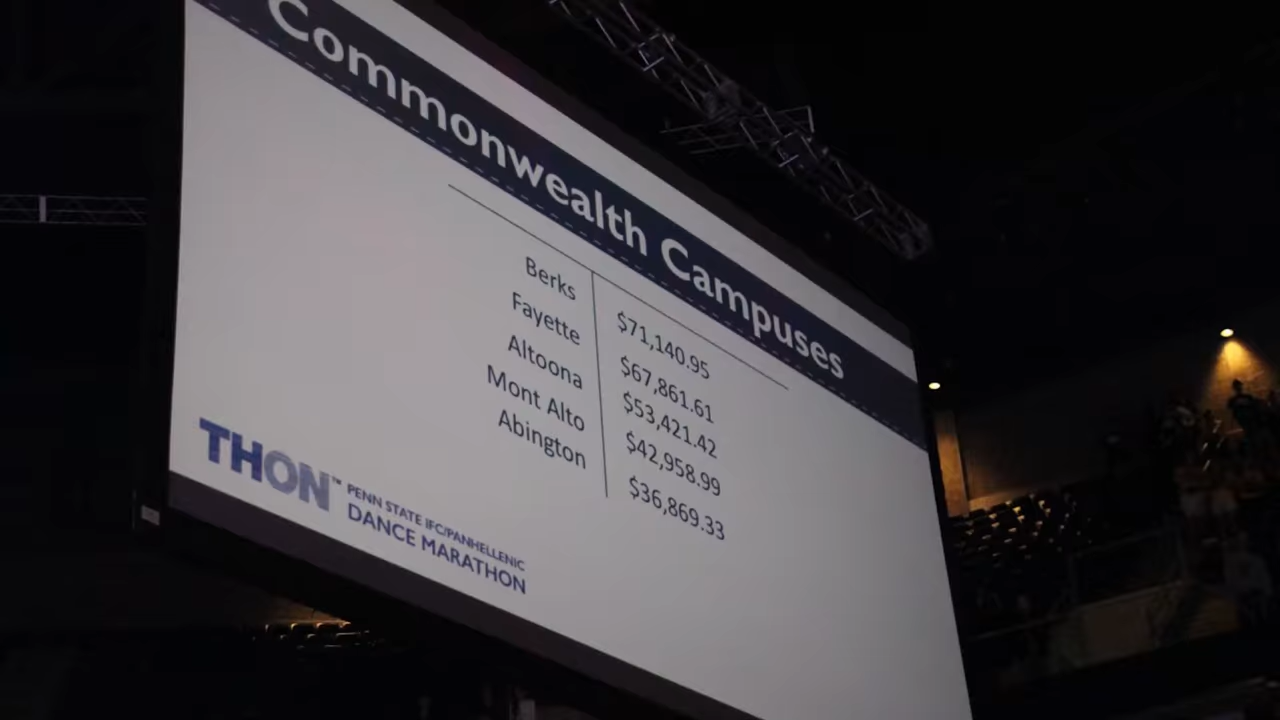 Commonwealth Campuses
Berks $71,140.95
Fayette $67,861.61
Altoona $53,421.42
Mont Alto $42,958.99
Abington $36,869.33
THON™ PENN STATE IFC/PANHELLENIC
DANCE MARATHON